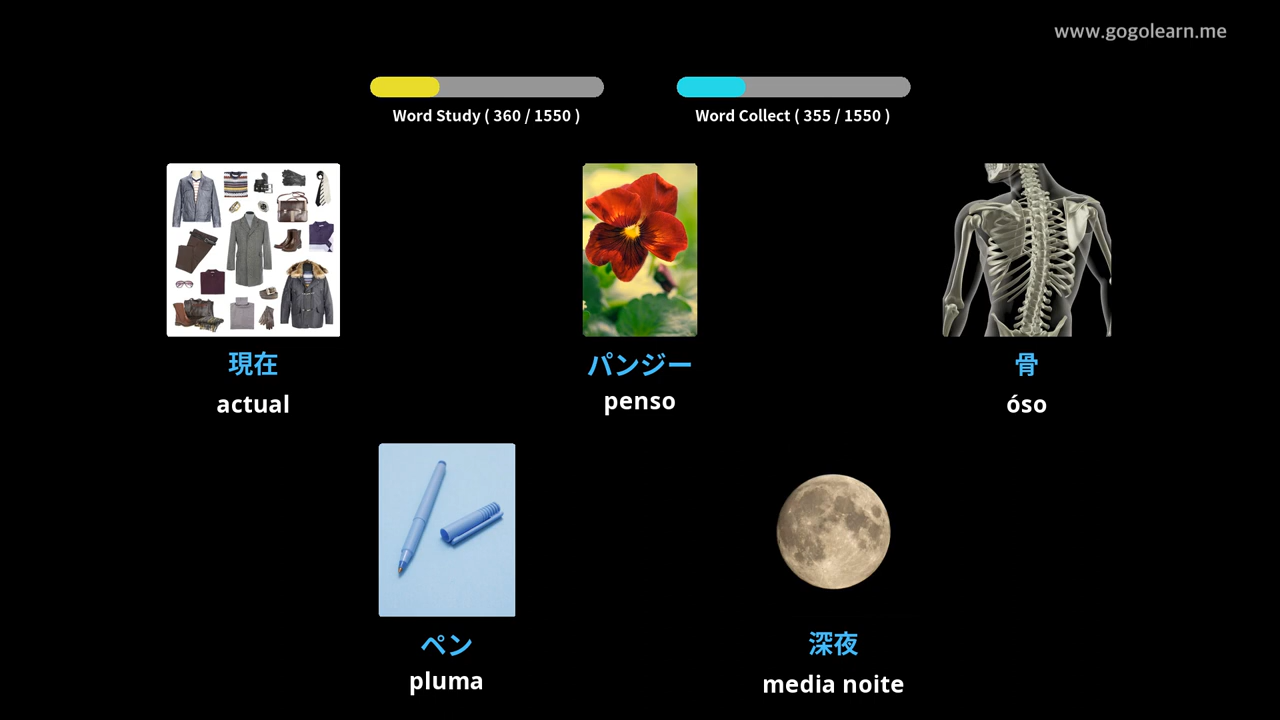 www.gogolearn.me
Word Study ( 360 / 1550 )
Word Collect ( 355 / 1550 )
現在
actual
パンジー
penso
骨
óso
ペン
pluma
深夜
media noite